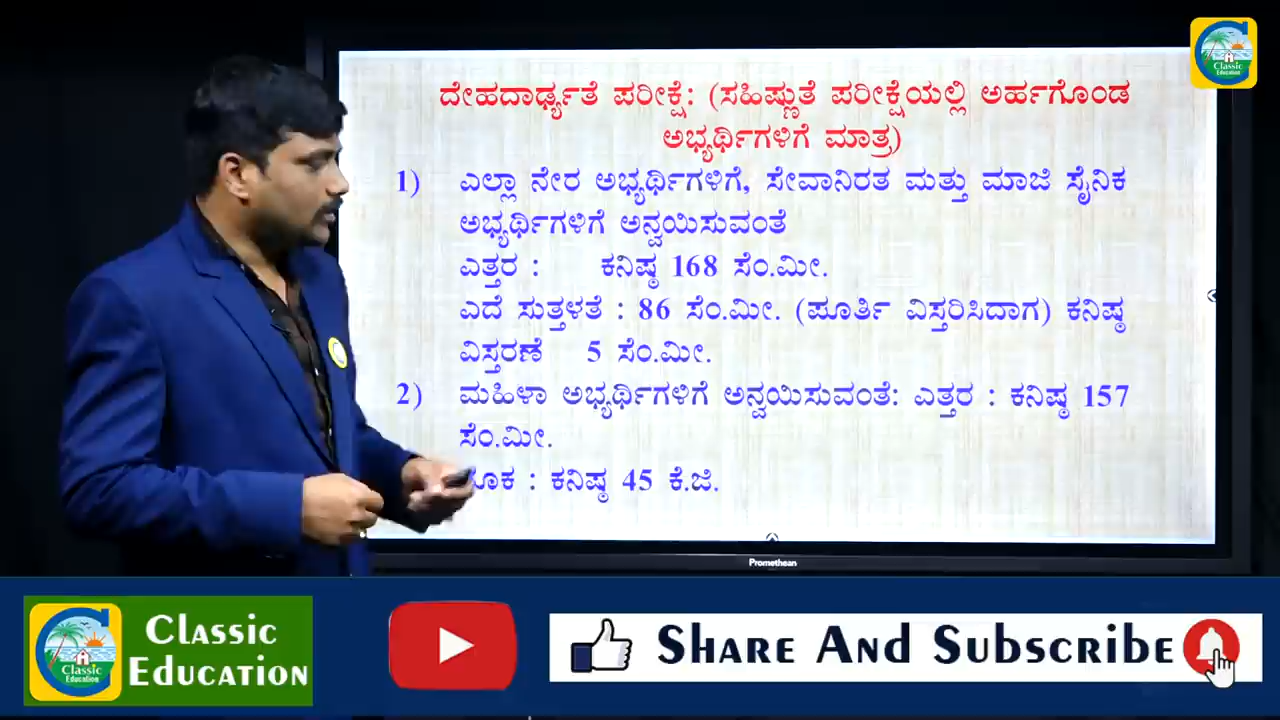 ದೇಹದಾರ್ಢ್ಯತೆ ಪರೀಕ್ಷೆ: (ಸಹಿಷ್ಣುತೆ ಪರೀಕ್ಷೆಯಲ್ಲಿ ಅರ್ಹಗೊಂಡ
ಅಭ್ಯರ್ಥಿಗಳಿಗೆ ಮಾತ್ರ)
1) ಎಲ್ಲಾ ನೇರ ಅಭ್ಯರ್ಥಿಗಳಿಗೆ, ಸೇವಾನಿರತ ಮತ್ತು ಮಾಜಿ ಸೈನಿಕ
ಅಭ್ಯರ್ಥಿಗಳಿಗೆ ಅನ್ವಯಿಸುವಂತೆ
ಎತ್ತರ : ಕನಿಷ್ಠ 168 ಸೆಂ.ಮೀ.
ಎದೆ ಸುತ್ತಳತೆ : 86 ಸೆಂ.ಮೀ. (ಪೂರ್ತಿ ವಿಸ್ತರಿಸಿದಾಗ) ಕನಿಷ್ಠ
ವಿಸ್ತರಣೆ 5 ಸೆಂ.ಮೀ.
2) ಮಹಿಳಾ ಅಭ್ಯರ್ಥಿಗಳಿಗೆ ಅನ್ವಯಿಸುವಂತೆ: ಎತ್ತರ : ಕನಿಷ್ಠ 157
ಸೆಂ.ಮೀ.
: ಕನಿಷ್ಠ 45 ಕೆ.ಜಿ.
Promethean
Classic
Education
Classic
Education
Classic
Education
Share And Subscribe